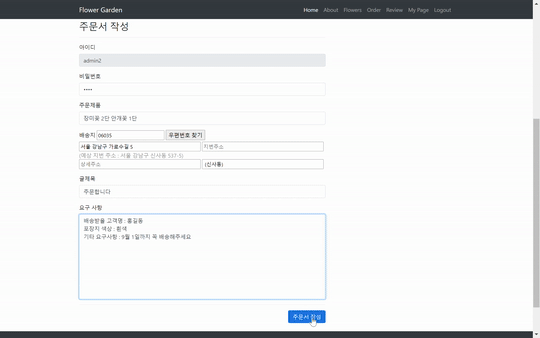 Flower Garden Home About Flowers Order Review My Page Logout
주문서 작성
아이디
admin2
비밀번호
••••
주문제품
장미꽃 2단 안개꽃 1단
배송지 06035 우편번호 찾기
서울 강남구 가로수길 5 지번주소
(예상 지번 주소 : 서울 강남구 신사동 537-5)
상세주소 (신사동)
글제목
주문합니다
요구 사항
배송받을 고객명 : 홍길동
포장지 색상 : 흰색
기타 요구사항 : 9월 1일까지 꼭 배송해주세요
주문서 작성